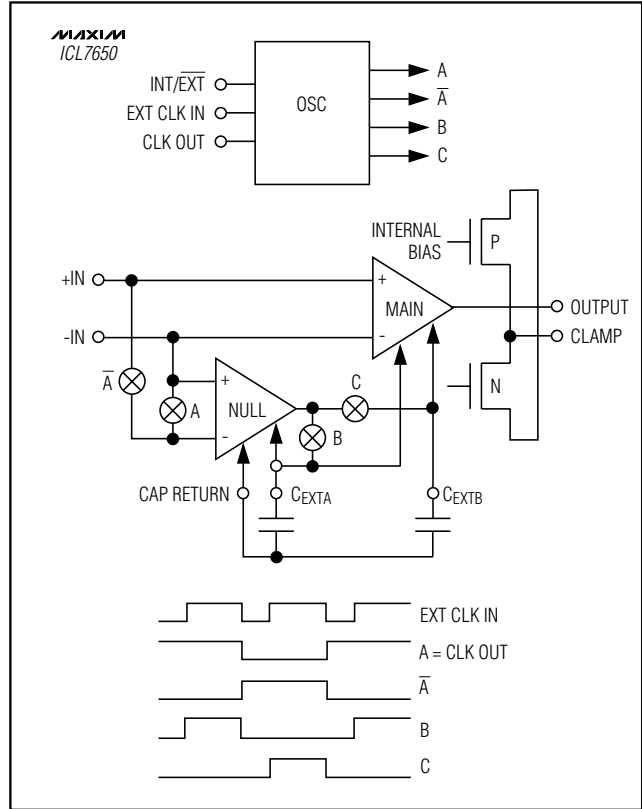 MAXIM
ICL7650
INT/E̅X̅T̅
EXT CLK IN
CLK OUT
OSC
A
A̅
B
C
INTERNAL
BIAS
P
+IN
-IN
+
-
MAIN
OUTPUT
CLAMP
N
A̅
A
+
-
NULL
C
B
CAP RETURN
CEXTA
CEXTB
EXT CLK IN
A = CLK OUT
A̅
B
C